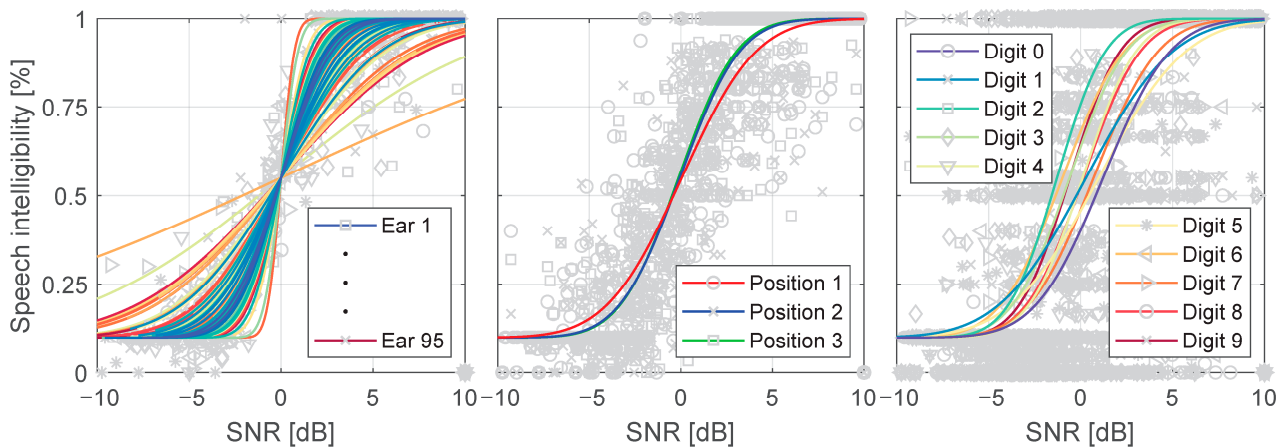 Speech intelligibility [%]
1
0.75
0.5
0.25
0
−10
−5
0
5
10
SNR [dB]
Ear 1
Ear 95
−5
0
5
10
SNR [dB]
Position 1
Position 2
Position 3
−10
−5
0
5
10
SNR [dB]
Digit 0
Digit 1
Digit 2
Digit 3
Digit 4
Digit 5
Digit 6
Digit 7
Digit 8
Digit 9